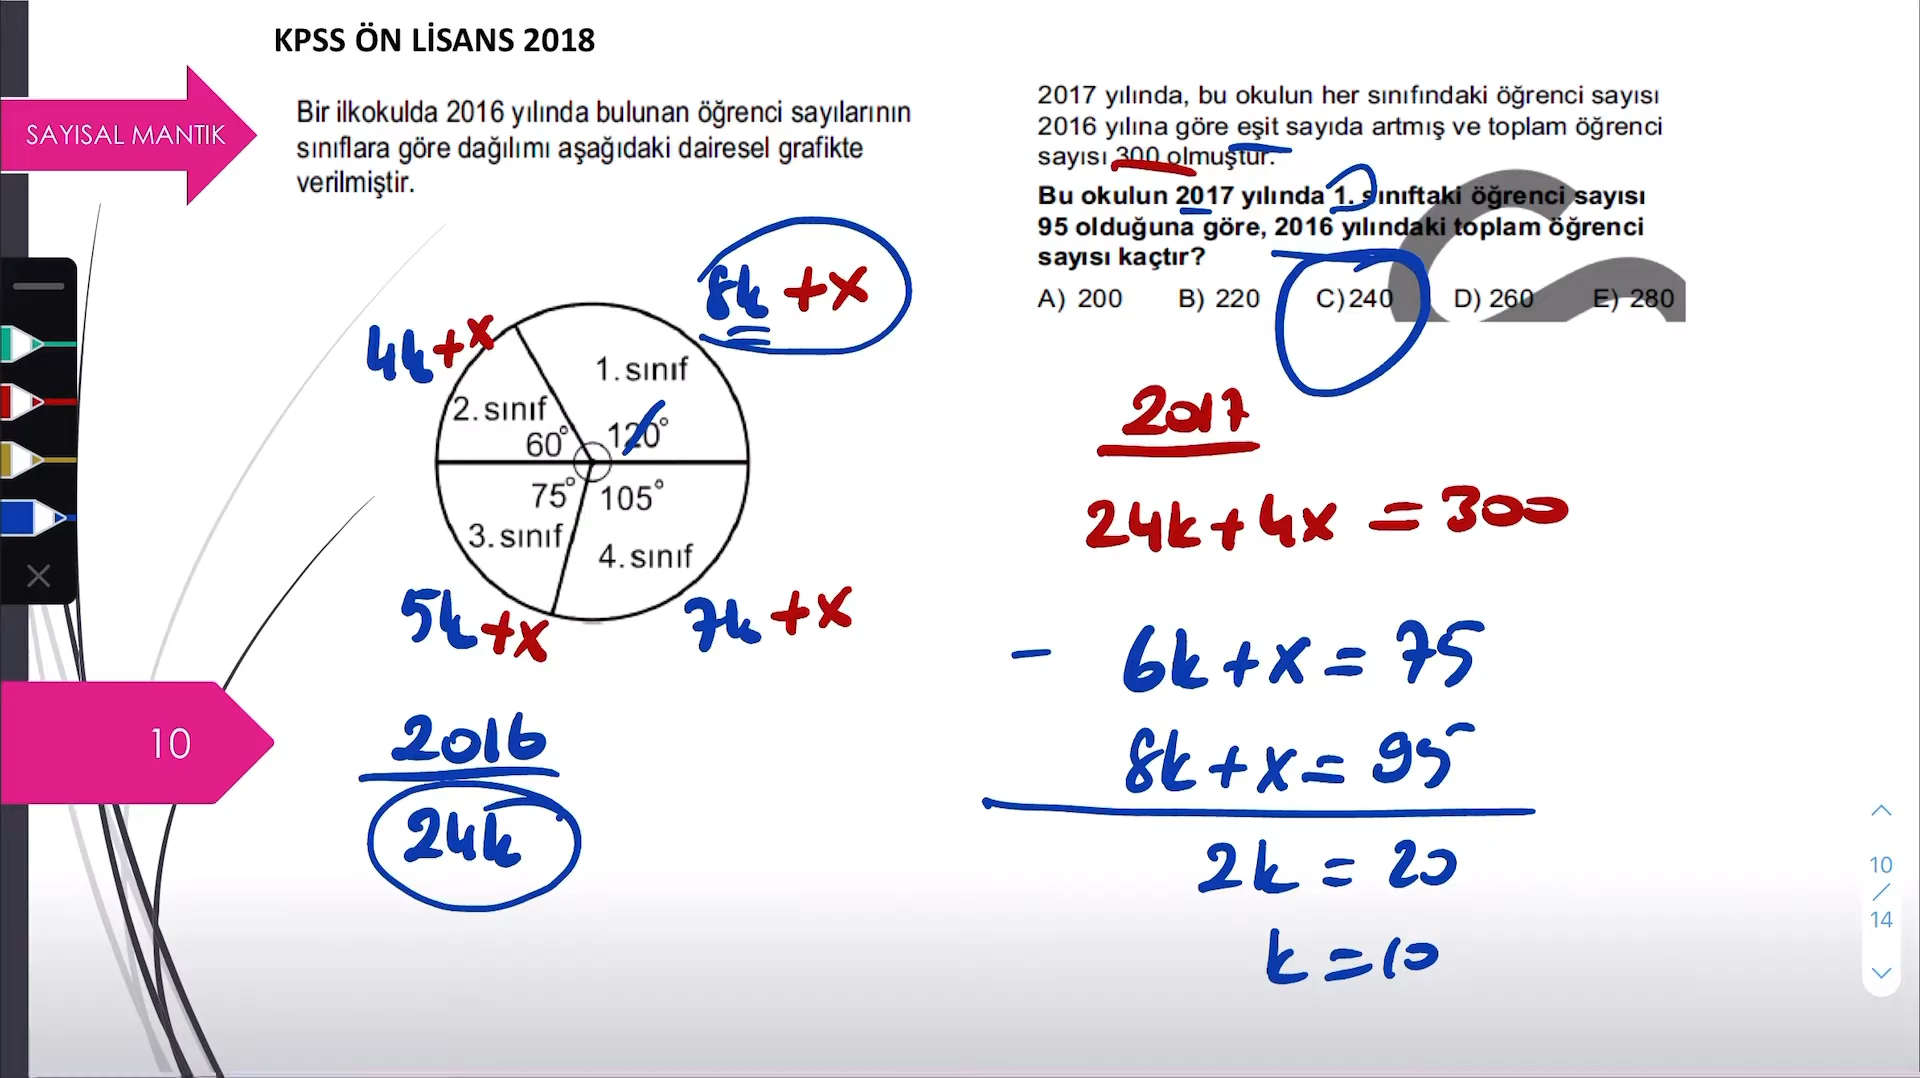 KPSS ÖN LİSANS 2018
SAYISAL MANTIK
Bir ilkokulda 2016 yılında bulunan öğrenci sayılarının
sınıflara göre dağılımı aşağıdaki dairesel grafikte
verilmiştir.
8k +x
4k+x
1. sınıf
2. sınıf
60°
120°
75°
105°
3. sınıf
4. sınıf
5k+x
7k+x
2016
24k
10
2017 yılında, bu okulun her sınıfındaki öğrenci sayısı
2016 yılına göre eşit sayıda artmış ve toplam öğrenci
sayısı 300 olmuştur.
Bu okulun 2017 yılında 1. sınıftaki öğrenci sayısı
95 olduğuna göre, 2016 yılındaki toplam öğrenci
sayısı kaçtır?
A) 200 B) 220 C) 240 D) 260 E) 280
2017
24k+4x = 300
- 6k+x = 75
8k+x = 95
2k = 20
k = 10
10
/
14